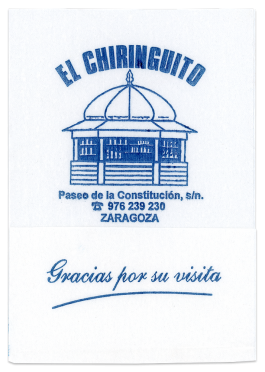 EL CHIRINGUITO
Paseo de la Constitución, s/n.
☎ 976 239 230
ZARAGOZA
Gracias por su visita